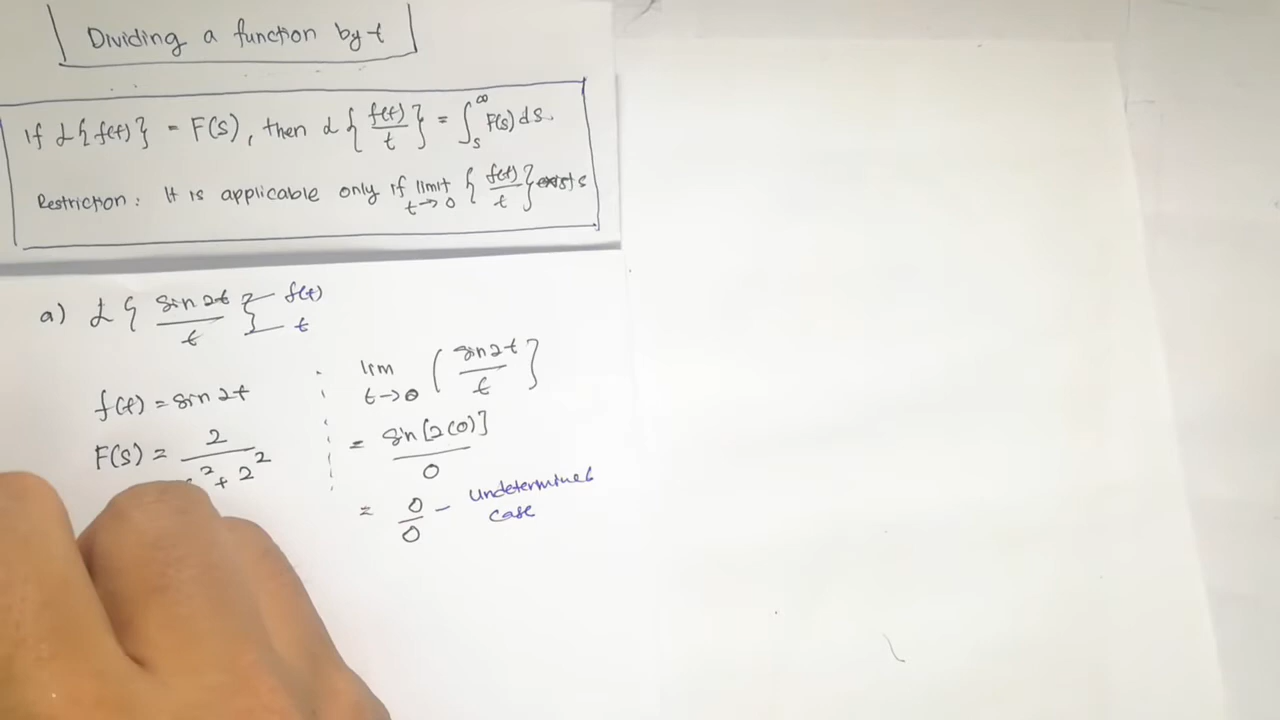 Dividing a function by t
If L{f(t)} = F(s), then L{f(t)/t} = ∫_s^∞ F(s) ds.
Restriction: It is applicable only if limit t→0 {f(t)/t} exists
a) L{sin 2t / t} f(t)
t
f(t) = sin 2t
F(s) = 2 / s² + 2²
lim t→0 (sin 2t / t}
= sin[2(0)] / 0
= 0/0 - undetermined
case